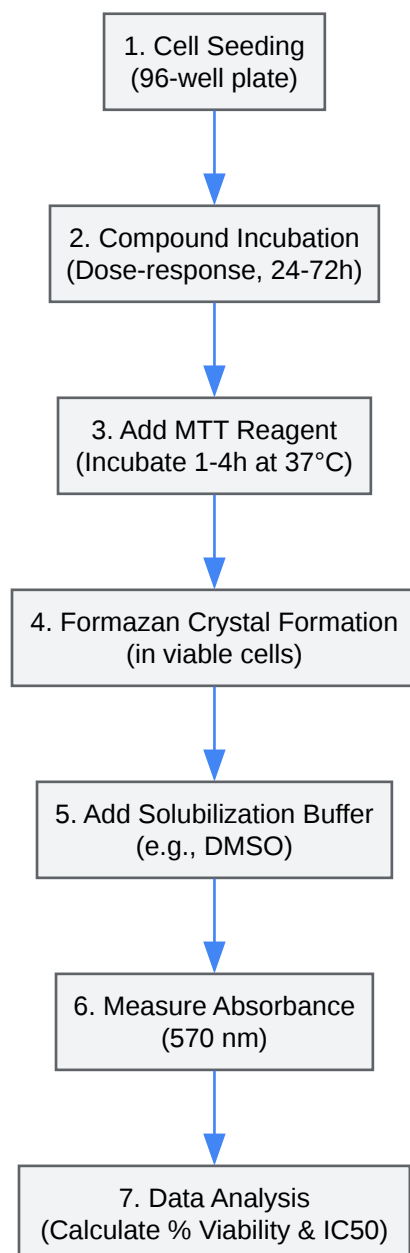 1. Cell Seeding
(96-well plate)
2. Compound Incubation
(Dose-response, 24-72h)
3. Add MTT Reagent
(Incubate 1-4h at 37°C)
4. Formazan Crystal Formation
(in viable cells)
5. Add Solubilization Buffer
(e.g., DMSO)
6. Measure Absorbance
(570 nm)
7. Data Analysis
(Calculate % Viability & IC50)